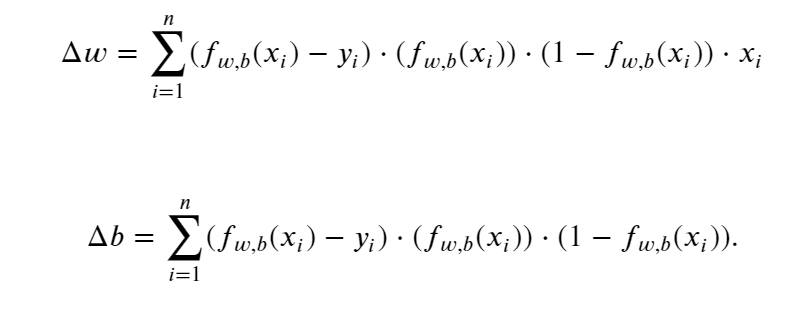 Δw = ∑_{i=1}^{n} (f_{w,b}(x_i) − y_i) · (f_{w,b}(x_i)) · (1 − f_{w,b}(x_i)) · x_i
Δb = ∑_{i=1}^{n} (f_{w,b}(x_i) − y_i) · (f_{w,b}(x_i)) · (1 − f_{w,b}(x_i)).